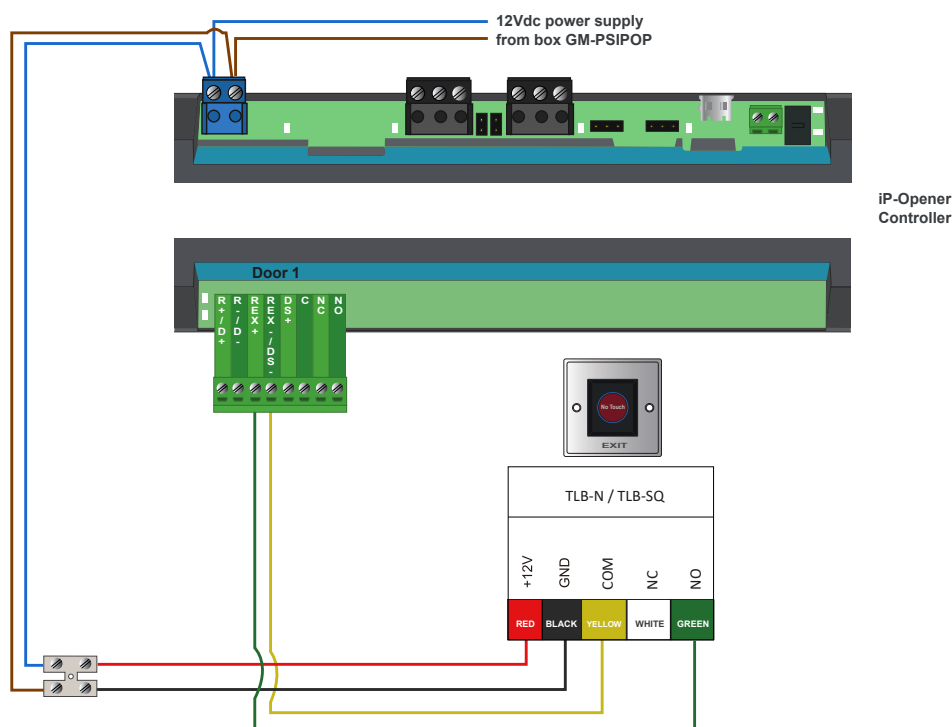 12Vdc power supply
from box GM-PSIPOP
iP-Opener
Controller
Door 1
R+/D+
R-/D-
REX+
REX-/DS-
DS+
C
NC
NO
No Touch
EXIT
TLB-N / TLB-SQ
+12V
GND
COM
NC
NO
RED
BLACK
YELLOW
WHITE
GREEN